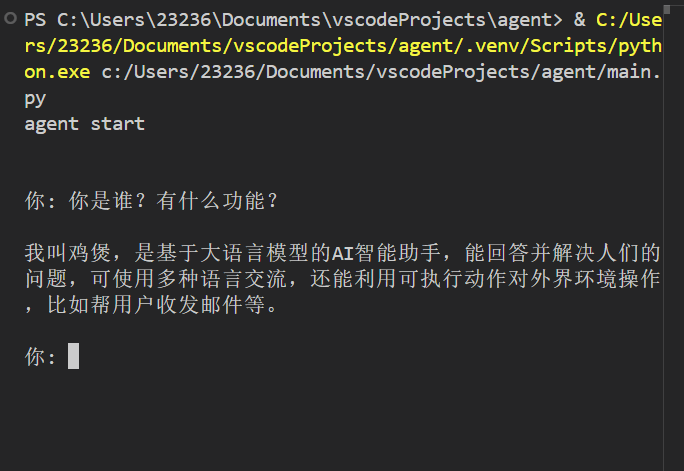 PS C:\Users\23236\Documents\vscodeProjects\agent> & C:/Use
rs/23236/Documents/vscodeProjects/agent/.venv/Scripts/pyth
on.exe c:/Users/23236/Documents/vscodeProjects/agent/main.
py
agent start
你: 你是谁？有什么功能？
我叫鸡煲，是基于大语言模型的AI智能助手，能回答并解决人们的
问题，可使用多种语言交流，还能利用可执行动作对外界环境操作
，比如帮用户收发邮件等。
你: